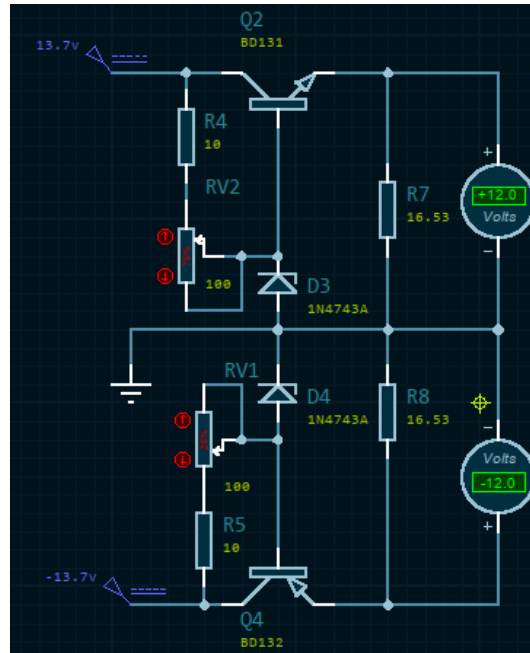 Q2
BD131
13.7v
R4
10
RV2
R7
16.53
+12.0
Volts
100
D3
1N4743A
RV1
D4
1N4743A
R8
16.53
Volts
-12.0
100
R5
10
-13.7v
Q4
BD132